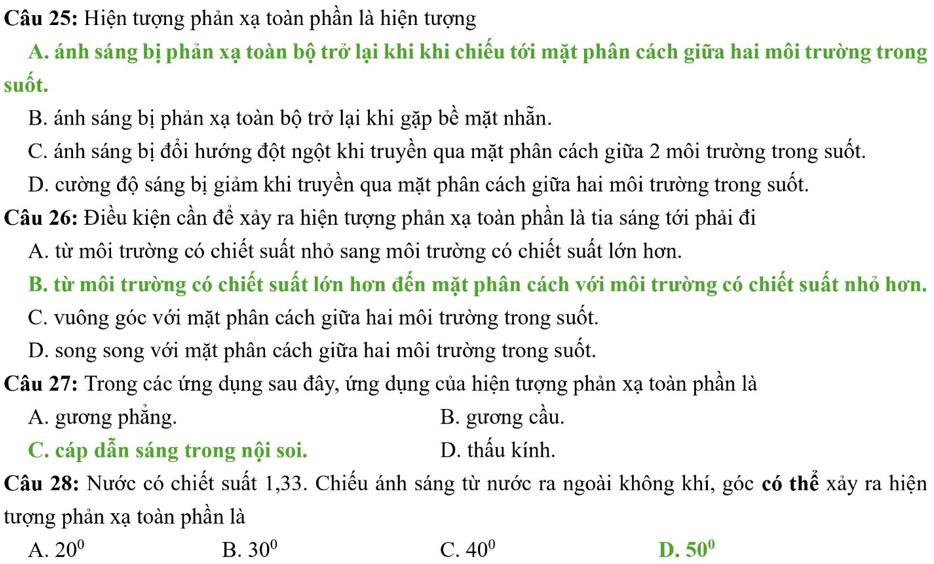 Câu 25: Hiện tượng phản xạ toàn phần là hiện tượng
A. ánh sáng bị phản xạ toàn bộ trở lại khi khi chiếu tới mặt phân cách giữa hai môi trường trong
suốt.
B. ánh sáng bị phản xạ toàn bộ trở lại khi gặp bề mặt nhẵn.
C. ánh sáng bị đổi hướng đột ngột khi truyền qua mặt phân cách giữa 2 môi trường trong suốt.
D. cường độ sáng bị giảm khi truyền qua mặt phân cách giữa hai môi trường trong suốt.
Câu 26: Điều kiện cần để xảy ra hiện tượng phản xạ toàn phần là tia sáng tới phải đi
A. từ môi trường có chiết suất nhỏ sang môi trường có chiết suất lớn hơn.
B. từ môi trường có chiết suất lớn hơn đến mặt phân cách với môi trường có chiết suất nhỏ hơn.
C. vuông góc với mặt phân cách giữa hai môi trường trong suốt.
D. song song với mặt phân cách giữa hai môi trường trong suốt.
Câu 27: Trong các ứng dụng sau đây, ứng dụng của hiện tượng phản xạ toàn phần là
A. gương phẳng. B. gương cầu.
C. cáp dẫn sáng trong nội soi. D. thấu kính.
Câu 28: Nước có chiết suất 1,33. Chiếu ánh sáng từ nước ra ngoài không khí, góc có thể xảy ra hiện
tượng phản xạ toàn phần là
A. 20⁰ B. 30⁰ C. 40⁰ D. 50⁰